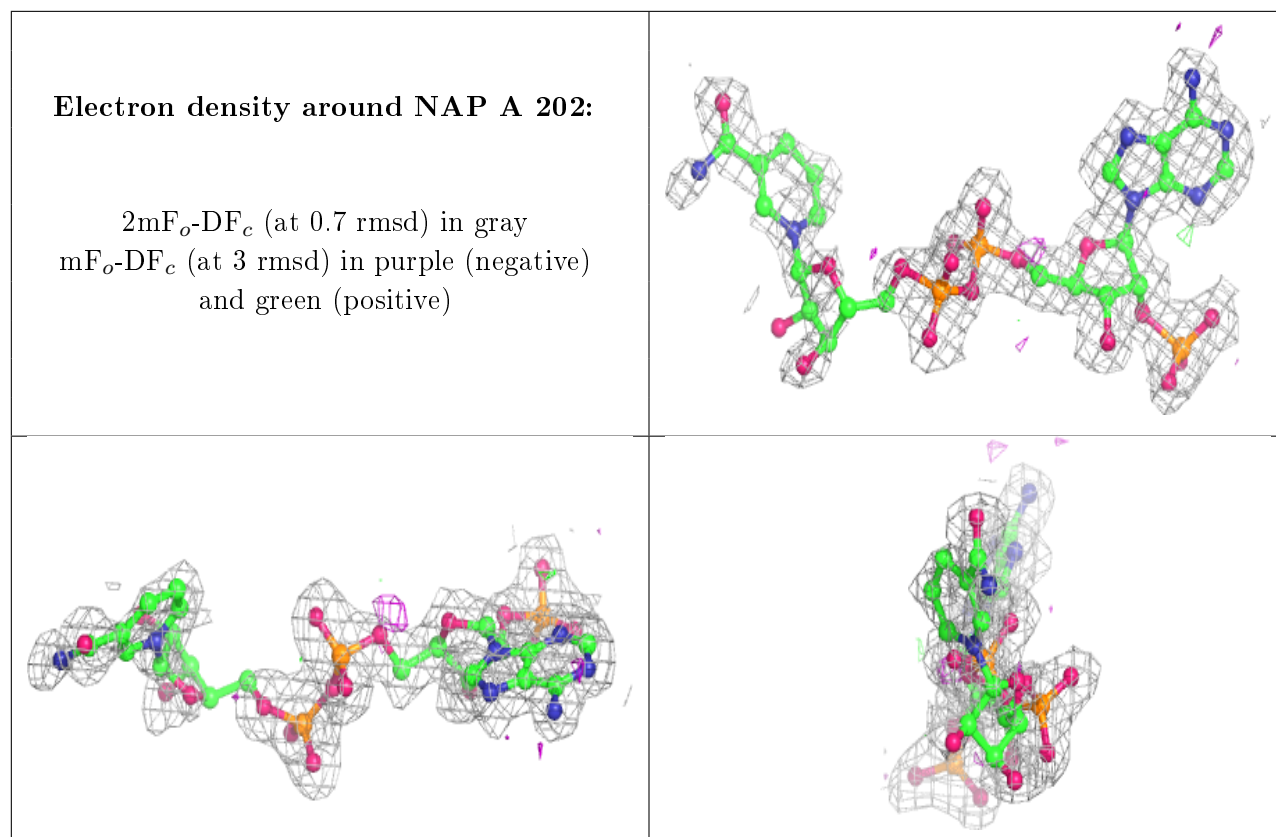 Electron density around NAP A 202:
2mFo-DFc (at 0.7 rmsd) in gray
mFo-DFc (at 3 rmsd) in purple (negative)
and green (positive)